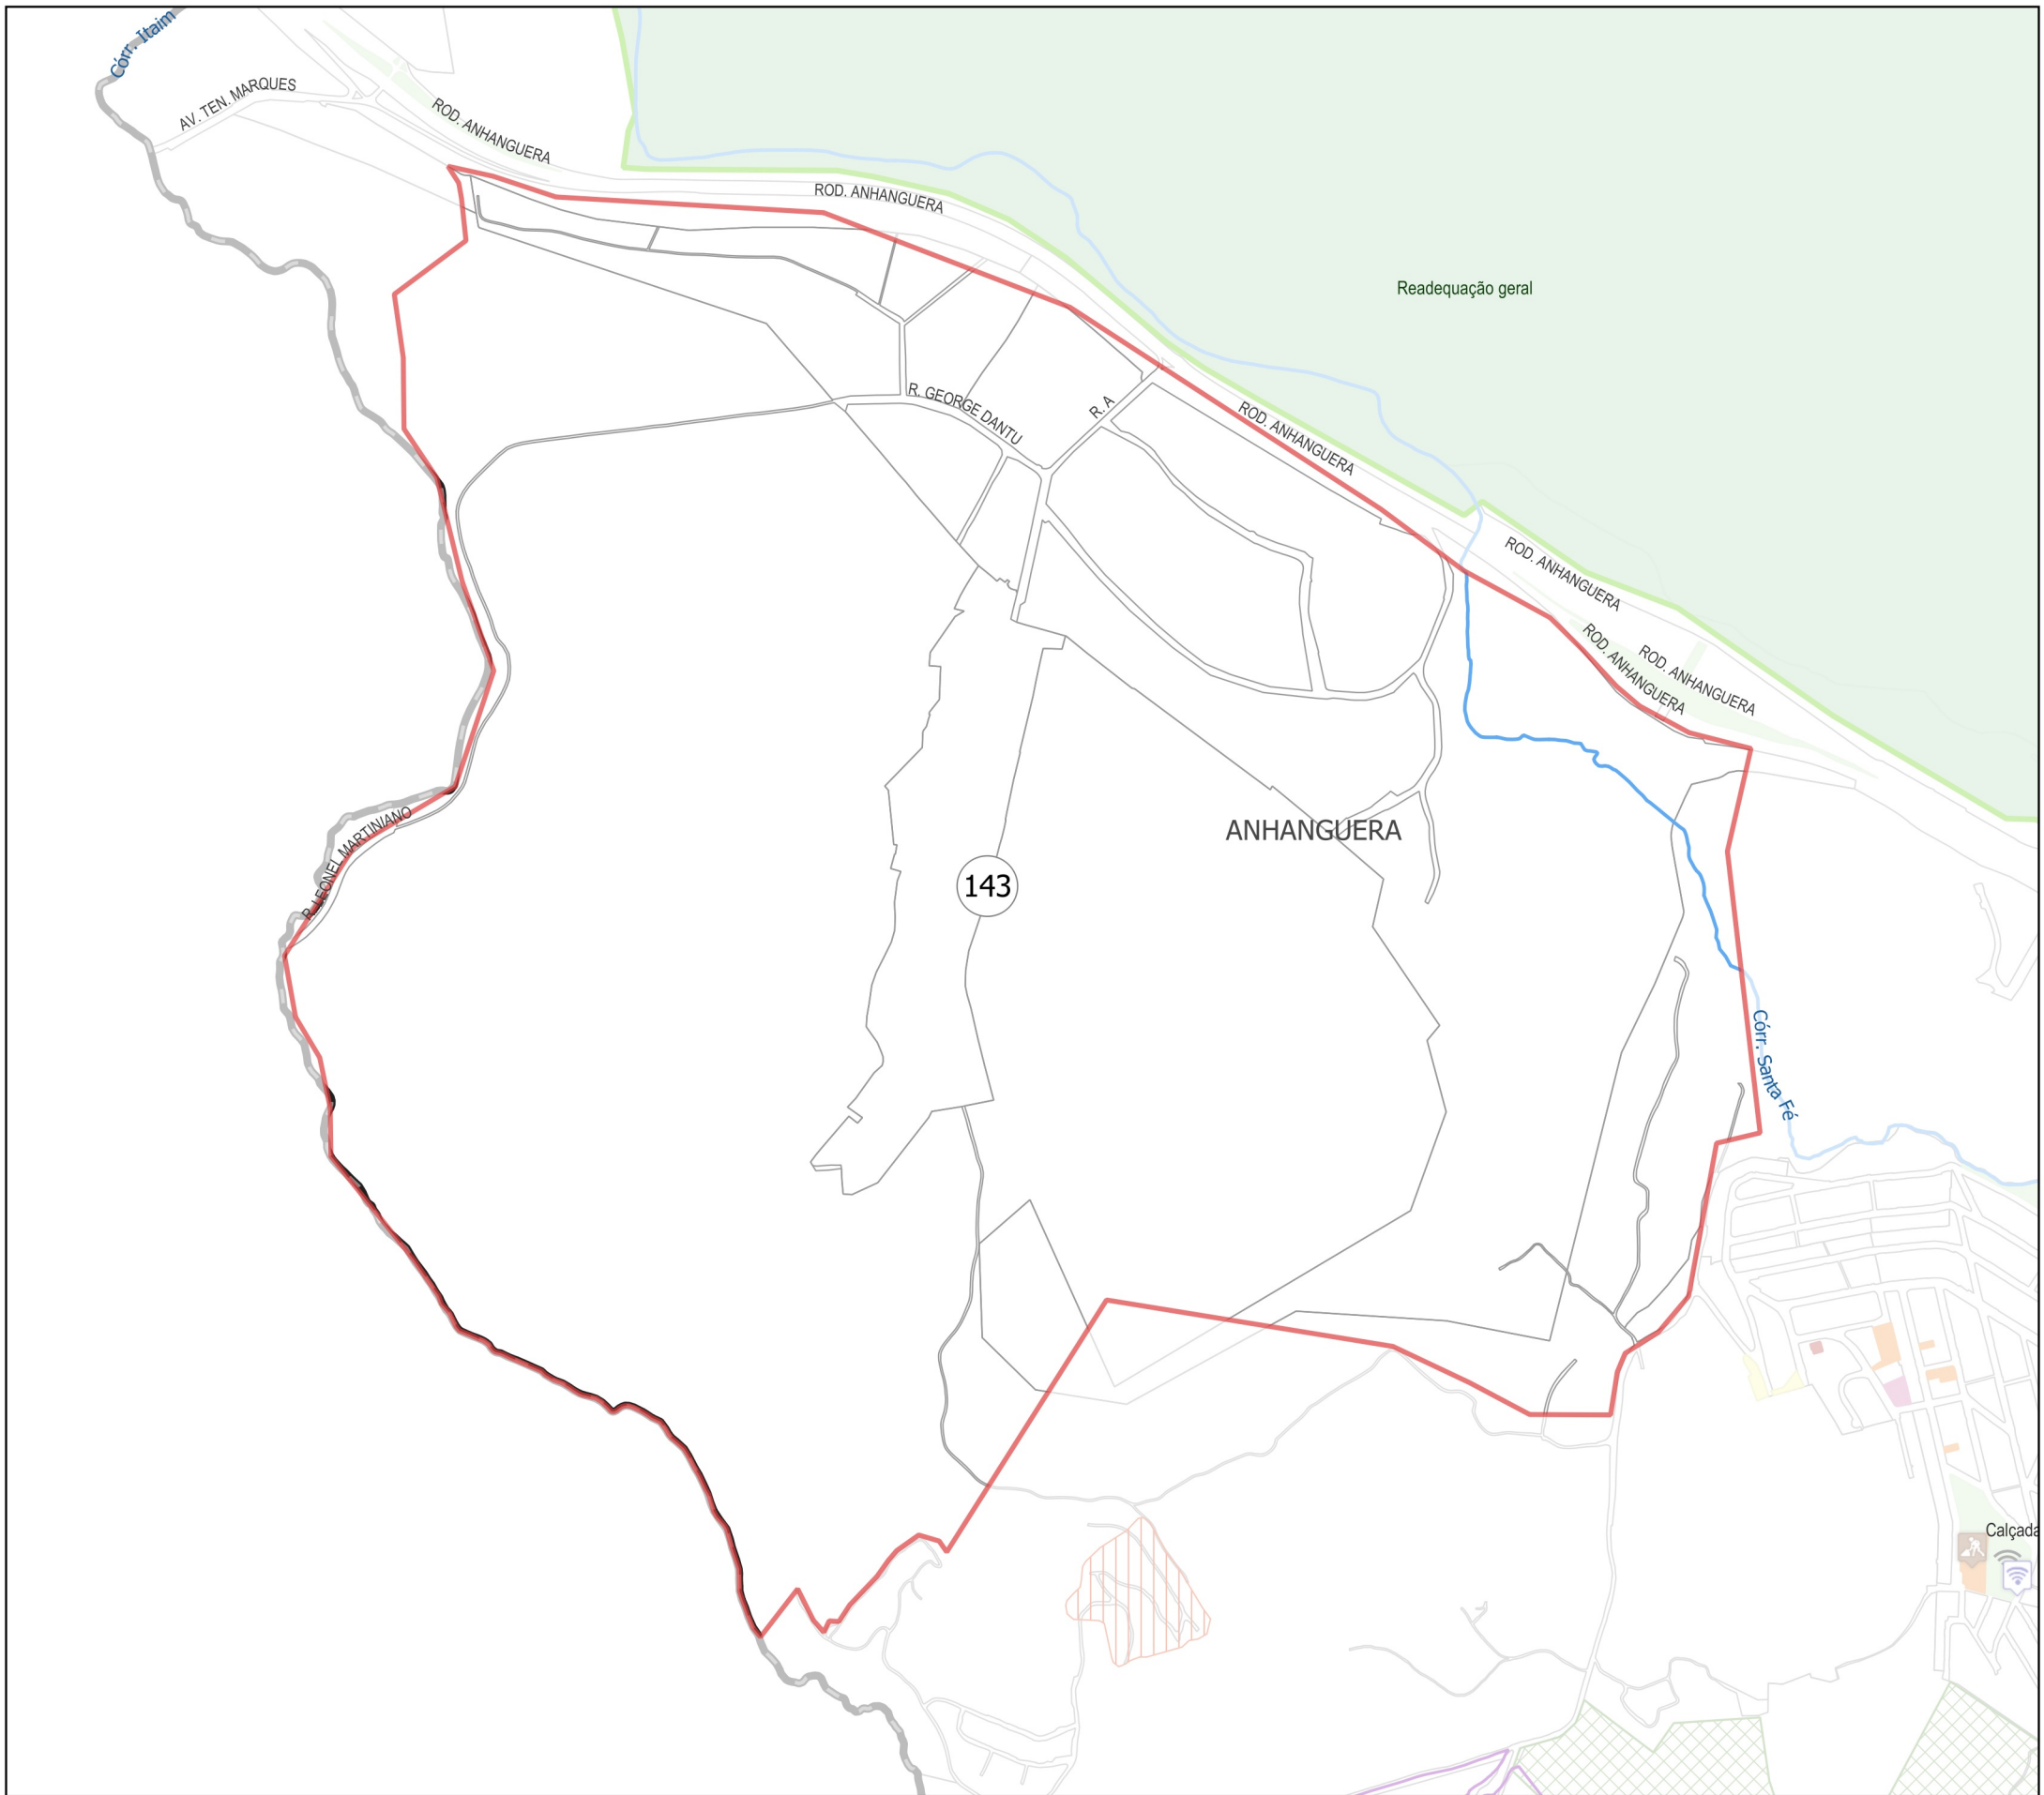 Córr. Itaim
AV. TEN. MARQUES
ROD. ANHANGUERA
ROD. ANHANGUERA
Readequação geral
R. GEORGE DANTU
R. A
ROD. ANHANGUERA
ROD. ANHANGUERA
ROD. ANHANGUERA
ROD. ANHANGUERA
ANHANGUERA
R. LEONEL MARTINIANO
143
Córr. Santa Fé
Calçada